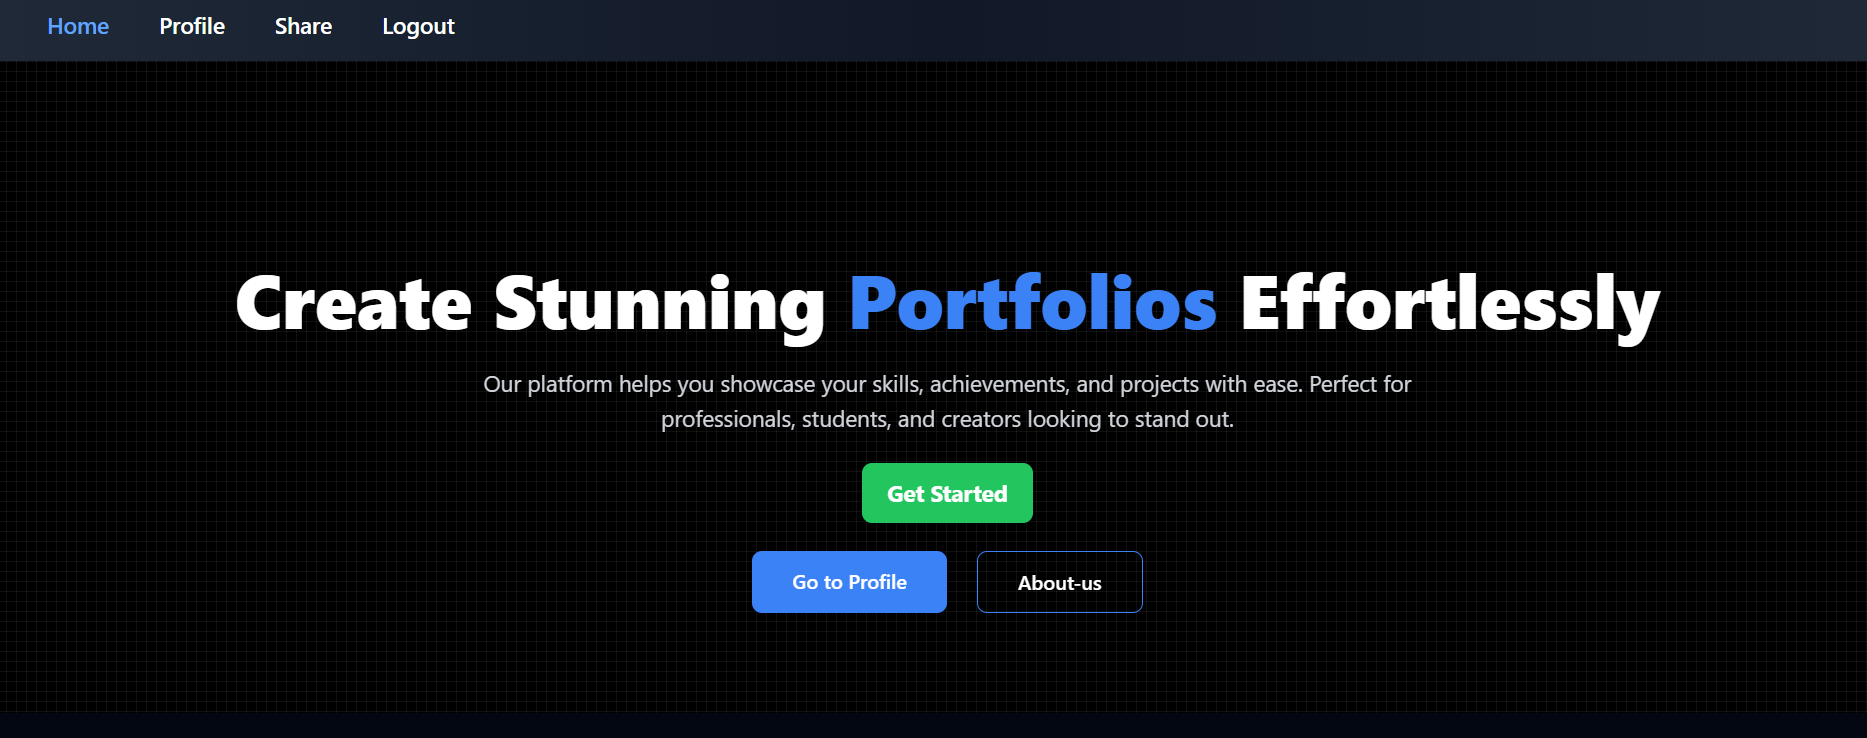 Home Profile Share Logout
Create Stunning Portfolios Effortlessly
Our platform helps you showcase your skills, achievements, and projects with ease. Perfect for
professionals, students, and creators looking to stand out.
Get Started
Go to Profile About-us